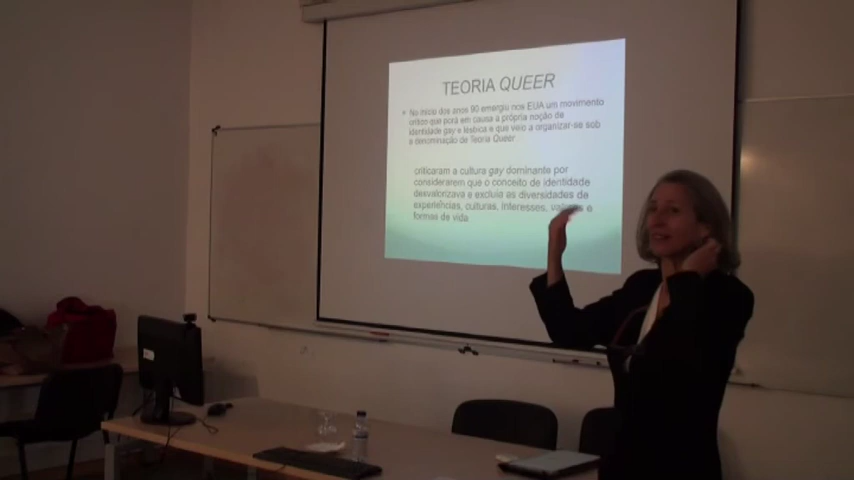 TEORIA QUEER
No início dos anos 90 emergiu nos EUA um movimento
crítico que porá em causa a própria noção de
identidade gay e lésbica e que veio a organizar-se sob
a denominação de Teoria Queer
criticaram a cultura gay dominante por
considerarem que o conceito de identidade
desvalorizava e excluía as diversidades de
experiências, culturas, interesses, valores e
formas de vida